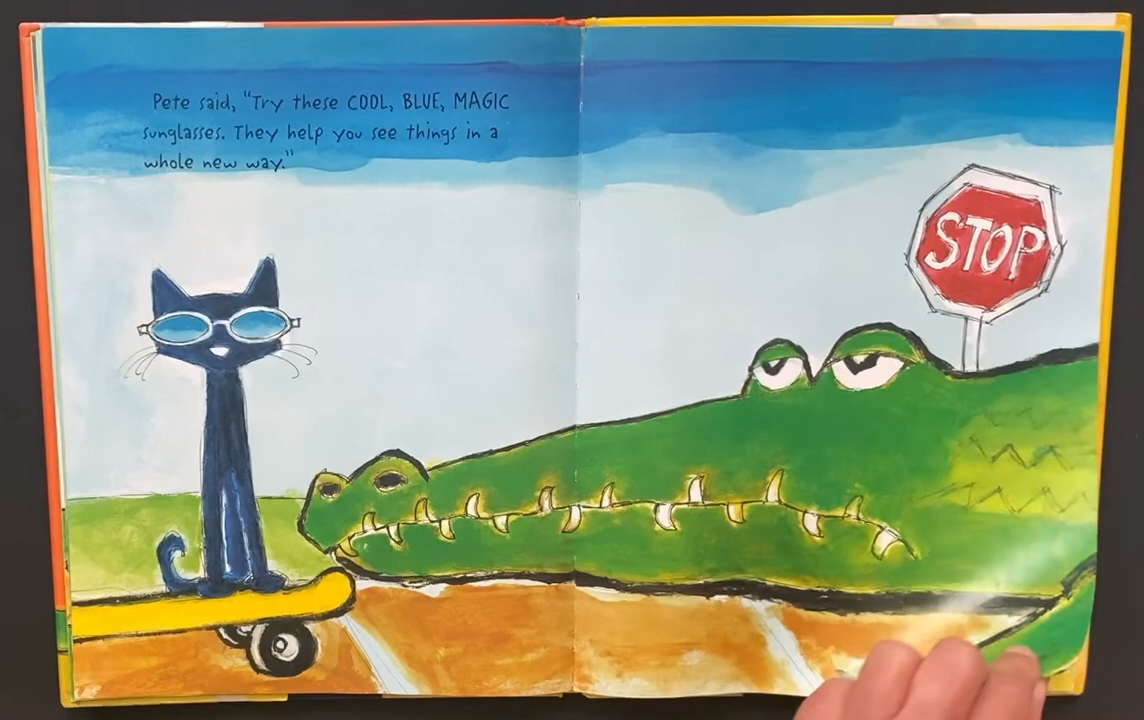 Pete said, "Try these COOL, BLUE, MAGIC
sunglasses. They help you see things in a
whole new way."
STOP